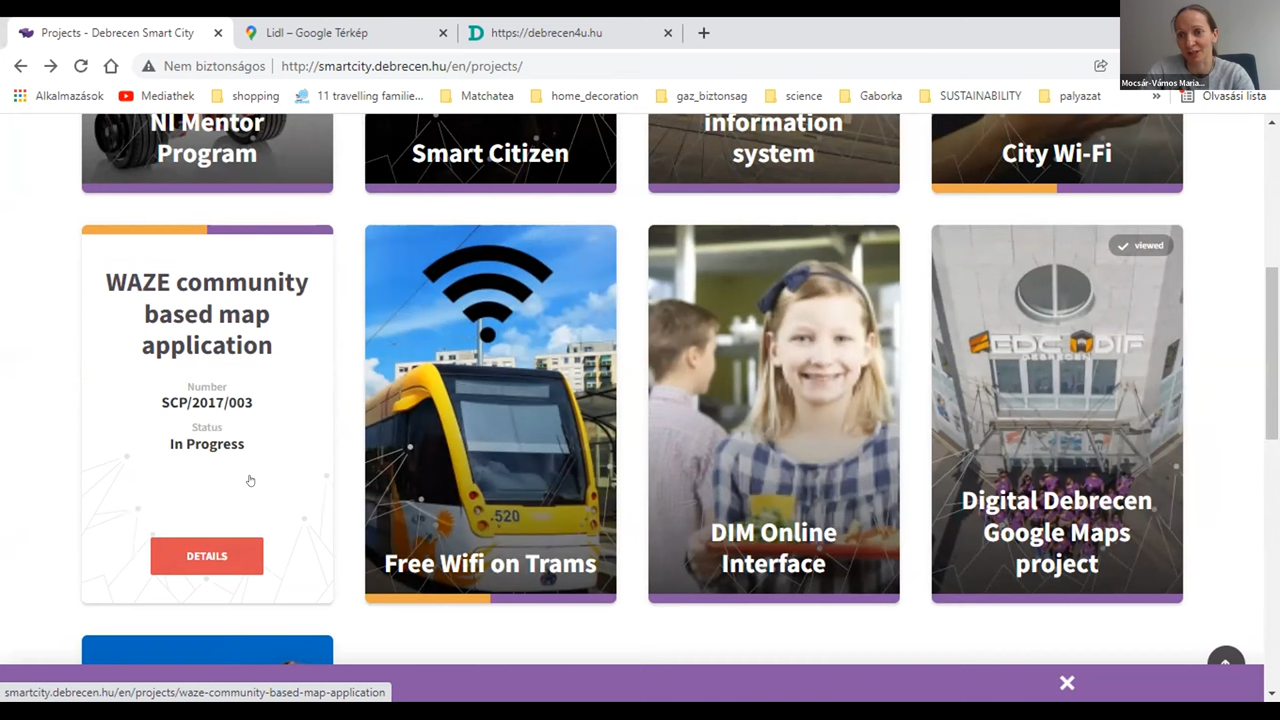 Projects - Debrecen Smart City
Lidl – Google Térkép
https://debrecen4u.hu
Nem biztonságos
http://smartcity.debrecen.hu/en/projects/
Mocsár-Vámos Maria...
Alkalmazások
Mediathek
shopping
11 travelling familie...
home_decoration
gaz_biztonsag
science
Gaborka
SUSTAINABILITY
palyazat
»
Olvasási lista
NI Mentor
Program
Smart Citizen
information
system
City Wi-Fi
WAZE community
based map
application
Number
SCP/2017/003
Status
In Progress
DETAILS
520
Free Wifi on Trams
DIM Online
Interface
viewed
EDC DIF
DEBRECEN
Digital Debrecen
Google Maps
project
smartcity.debrecen.hu/en/projects/waze-community-based-map-application